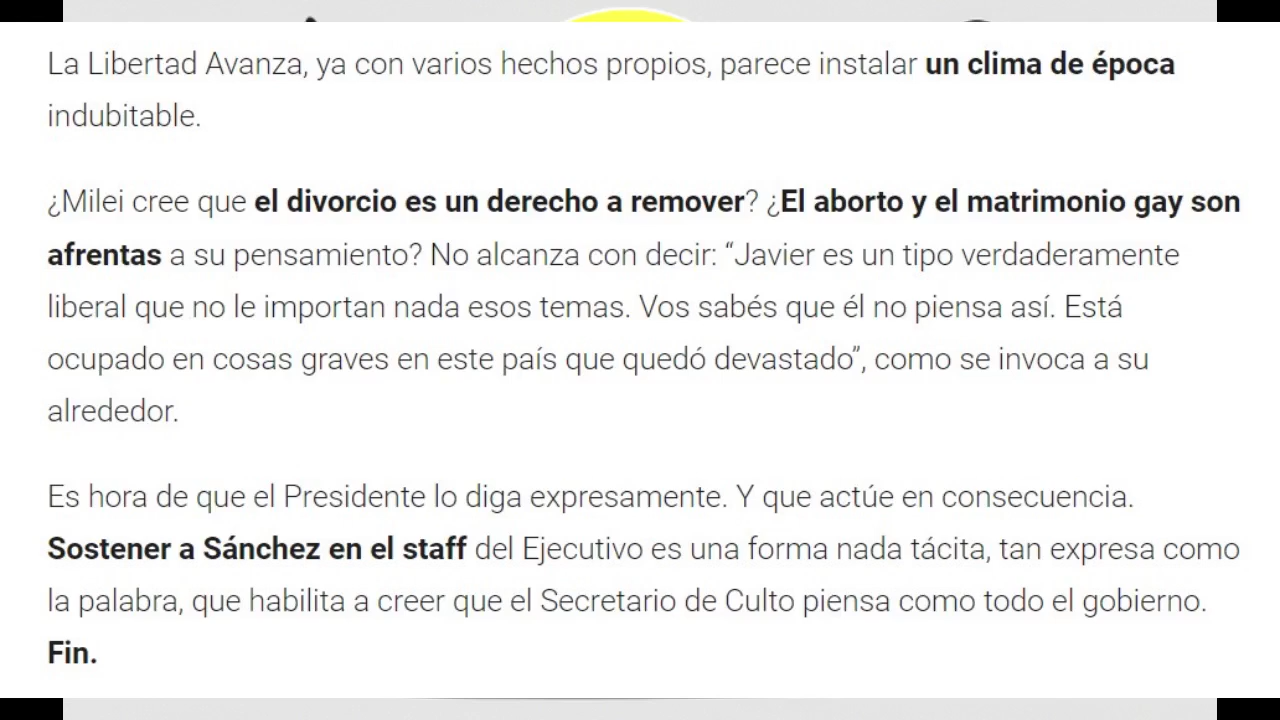 La Libertad Avanza, ya con varios hechos propios, parece instalar un clima de época
indubitable.
¿Milei cree que el divorcio es un derecho a remover? ¿El aborto y el matrimonio gay son
afrentas a su pensamiento? No alcanza con decir: “Javier es un tipo verdaderamente
liberal que no le importan nada esos temas. Vos sabés que él no piensa así. Está
ocupado en cosas graves en este país que quedó devastado”, como se invoca a su
alrededor.
Es hora de que el Presidente lo diga expresamente. Y que actúe en consecuencia.
Sostener a Sánchez en el staff del Ejecutivo es una forma nada tácita, tan expresa como
la palabra, que habilita a creer que el Secretario de Culto piensa como todo el gobierno.
Fin.